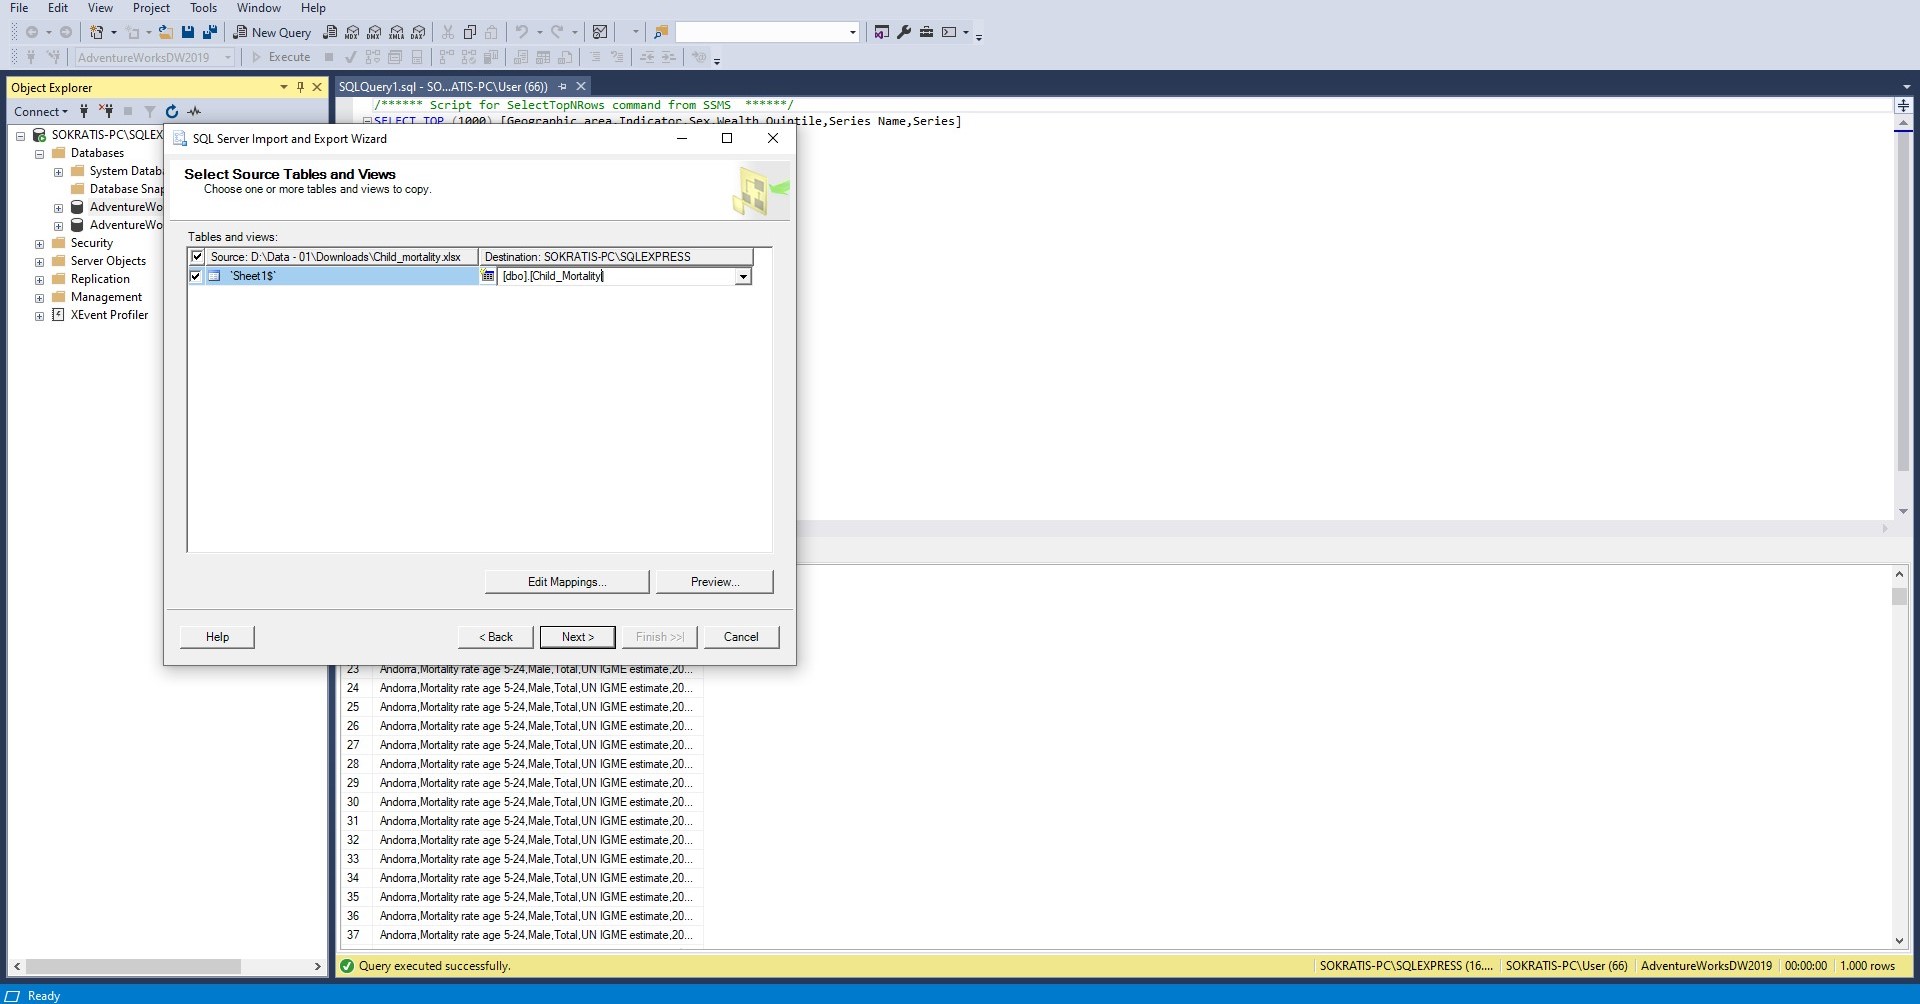 File Edit View Project Tools Window Help
New Query
MDX DMX XMLA DAX
AdventureWorksDW2019 Execute
Object Explorer
Connect
SOKRATIS-PC\SQLEX
Databases
System Datab
Database Snap
AdventureWo
AdventureWo
Security
Server Objects
Replication
Management
XEvent Profiler
SQLQuery1.sql - SO...ATIS-PC\User (66))
/****** Script for SelectTopNRows command from SSMS ******/
SELECT TOP (1000) [Geographic area,Indicator,Sex,Wealth Quintile,Series Name,Series]
SQL Server Import and Export Wizard
Select Source Tables and Views
Choose one or more tables and views to copy.
Tables and views:
Source: D:\Data - 01\Downloads\Child_mortality.xlsx Destination: SOKRATIS-PC\SQLEXPRESS
`Sheet1$` [dbo].[Child_Mortality]
Edit Mappings... Preview...
Help < Back Next > Finish >>| Cancel
23 Andorra,Mortality rate age 5-24,Male,Total,UN IGME estimate,20...
24 Andorra,Mortality rate age 5-24,Male,Total,UN IGME estimate,20...
25 Andorra,Mortality rate age 5-24,Male,Total,UN IGME estimate,20...
26 Andorra,Mortality rate age 5-24,Male,Total,UN IGME estimate,20...
27 Andorra,Mortality rate age 5-24,Male,Total,UN IGME estimate,20...
28 Andorra,Mortality rate age 5-24,Male,Total,UN IGME estimate,20...
29 Andorra,Mortality rate age 5-24,Male,Total,UN IGME estimate,20...
30 Andorra,Mortality rate age 5-24,Male,Total,UN IGME estimate,20...
31 Andorra,Mortality rate age 5-24,Male,Total,UN IGME estimate,20...
32 Andorra,Mortality rate age 5-24,Male,Total,UN IGME estimate,20...
33 Andorra,Mortality rate age 5-24,Male,Total,UN IGME estimate,20...
34 Andorra,Mortality rate age 5-24,Male,Total,UN IGME estimate,20...
35 Andorra,Mortality rate age 5-24,Male,Total,UN IGME estimate,20...
36 Andorra,Mortality rate age 5-24,Male,Total,UN IGME estimate,20...
37 Andorra,Mortality rate age 5-24,Male,Total,UN IGME estimate,20...
Query executed successfully. SOKRATIS-PC\SQLEXPRESS (16.... SOKRATIS-PC\User (66) AdventureWorksDW2019 00:00:00 1.000 rows
Ready